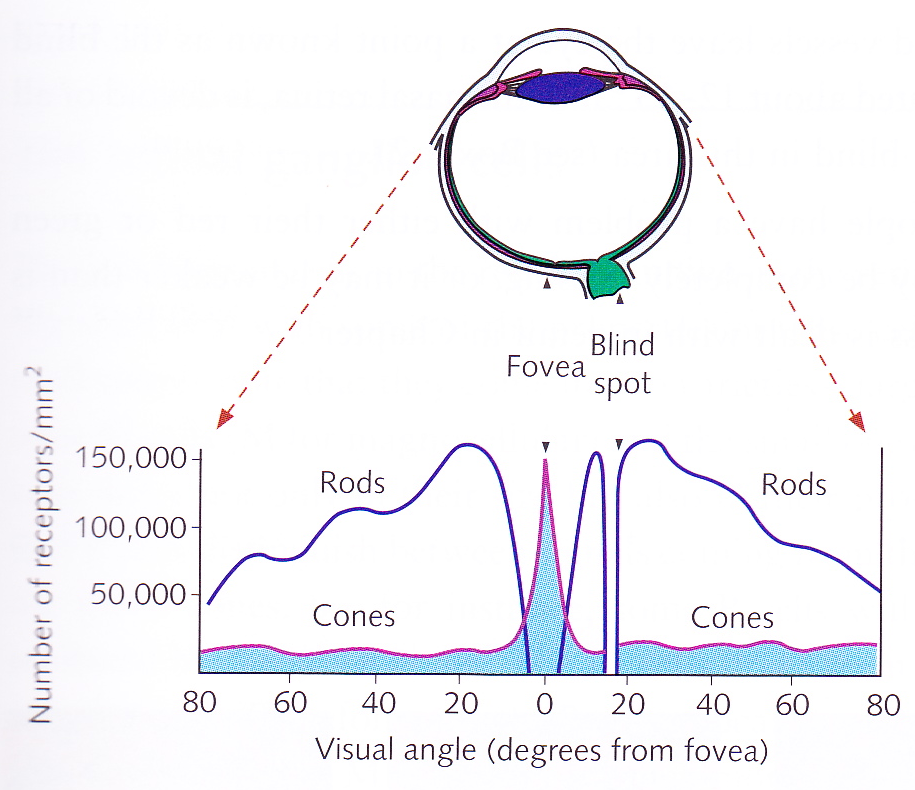 Fovea
Blind
spot
Number of receptors/mm²
150,000
100,000
50,000
Rods
Rods
Cones
Cones
80 60 40 20 0 20 40 60 80
Visual angle (degrees from fovea)